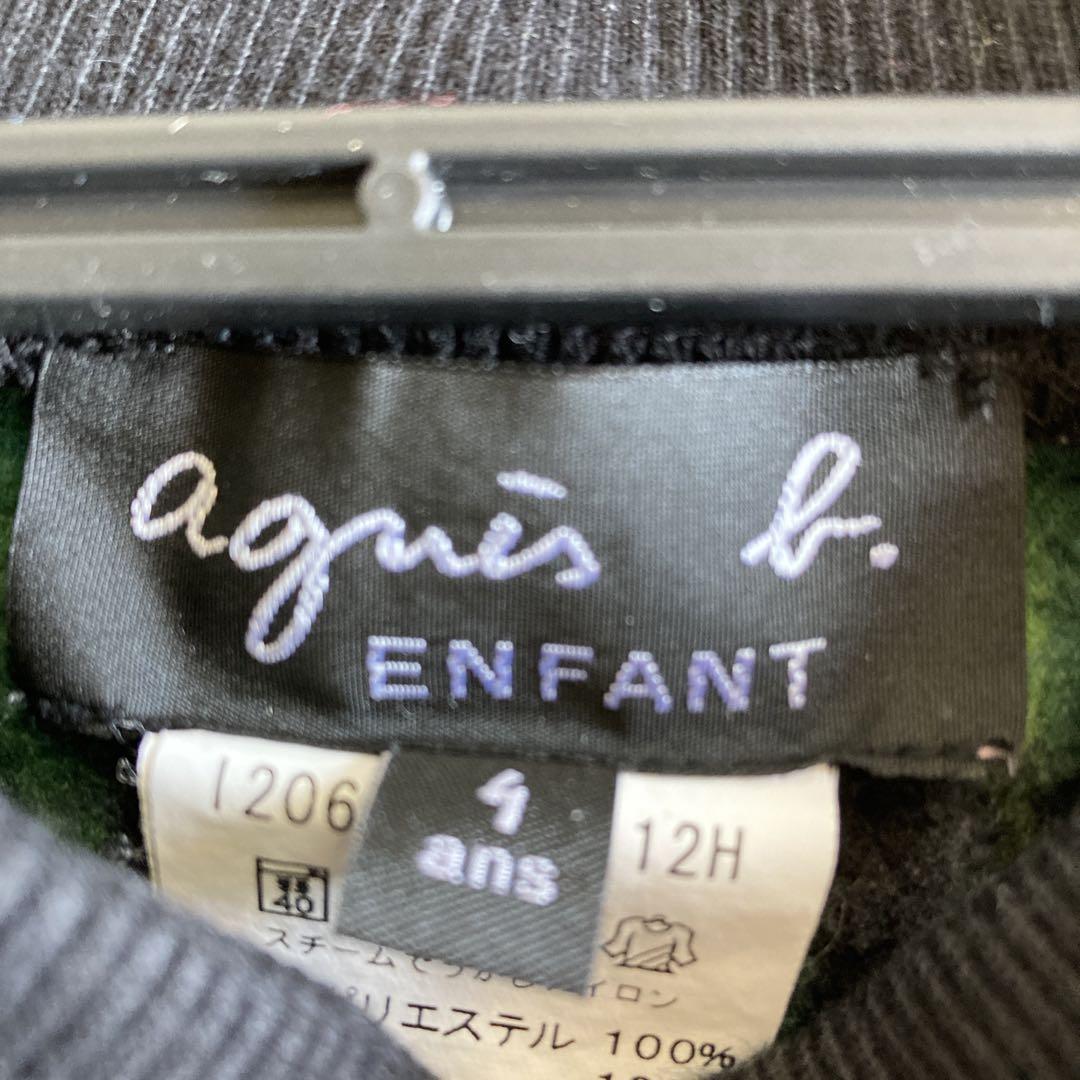 agnès b.
ENFANT
1206
4
ans
12H
弱
40
スチームでうかしアイロン
ポリエステル 100%